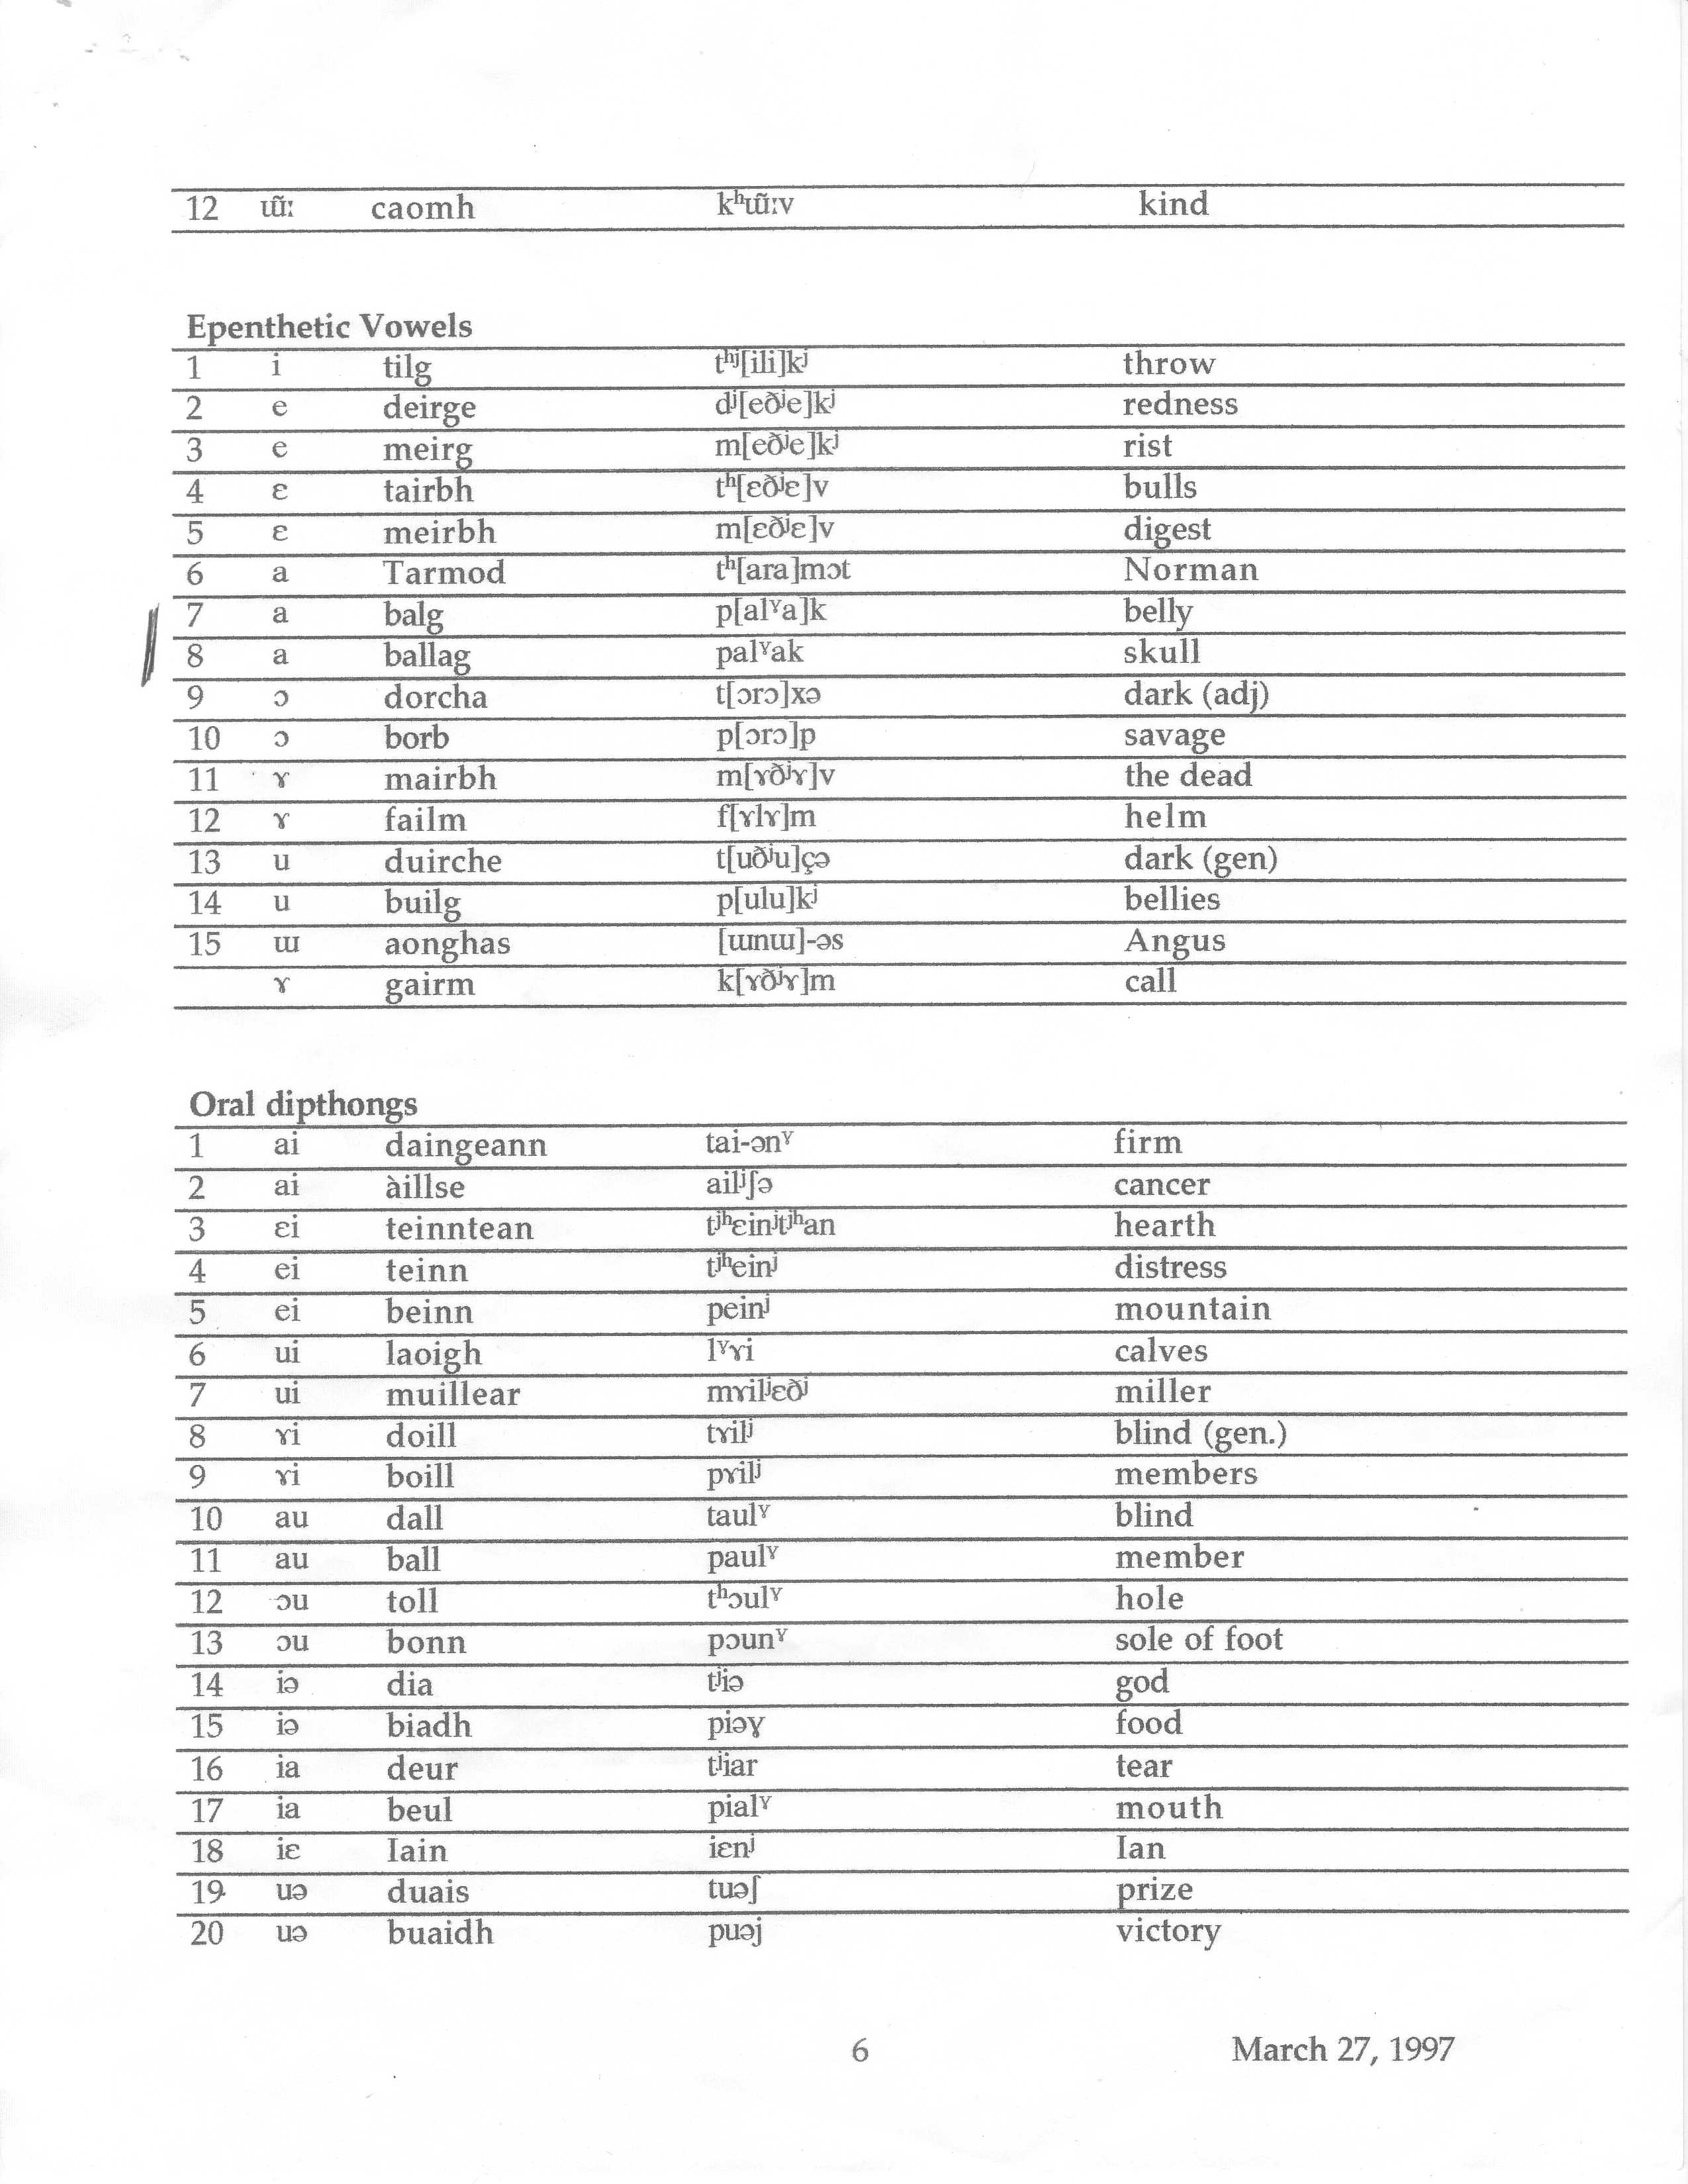 12 ɯ̃ː caomh kʰɯ̃ːv kind
Epenthetic Vowels
1 i tilg tʰʲ[ili]kʲ throw
2 e deirge dʲ[eðʲe]kʲ redness
3 e meirg m[eðʲe]kʲ rist
4 ɛ tairbh tʰ[ɛðʲɛ]v bulls
5 ɛ meirbh m[ɛðʲɛ]v digest
6 a Tarmod tʰ[ara]mɔt Norman
7 a balg p[alˠa]k belly
8 a ballag palˠak skull
9 ɔ dorcha t[ɔrɔ]xə dark (adj)
10 ɔ borb p[ɔrɔ]p savage
11 ɤ mairbh m[ɤðʲɤ]v the dead
12 ɤ failm f[ɤlɤ]m helm
13 u duirche t[uðʲu]çə dark (gen)
14 u builg p[ulu]kʲ bellies
15 ɯ aonghas [ɯnɯ]-əs Angus
ɤ gairm k[ɤðʲɤ]m call
Oral dipthongs
1 ai daingeann tai-ənˠ firm
2 ai àillse ailʲʃə cancer
3 ɛi teinntean tʲʰɛinʲtʲʰan hearth
4 ei teinn tʲʰeinʲ distress
5 ei beinn peinʲ mountain
6 ui laoigh lˠɤi calves
7 ui muillear mɤilʲɛðʲ miller
8 ɤi doill tɤilʲ blind (gen.)
9 ɤi boill pɤilʲ members
10 au dall taulˠ blind
11 au ball paulˠ member
12 ɔu toll tʰɔulˠ hole
13 ɔu bonn pɔunˠ sole of foot
14 iə dia tʲiə god
15 iə biadh piəɣ food
16 ia deur tʲiar tear
17 ia beul pialˠ mouth
18 iɛ Iain iɛnʲ Ian
19 uə duais tuəʃ prize
20 uə buaidh puəj victory
6 March 27, 1997